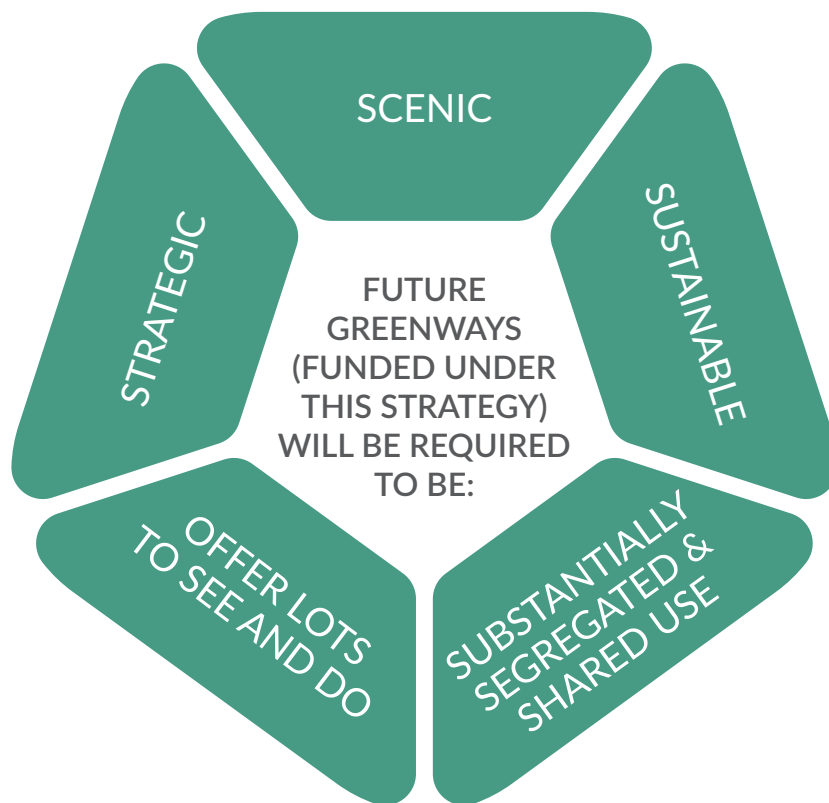 SCENIC
SUSTAINABLE
SUBSTANTIALLY
SEGREGATED &
SHARED USE
OFFER LOTS
TO SEE AND DO
STRATEGIC
FUTURE
GREENWAYS
(FUNDED UNDER
THIS STRATEGY)
WILL BE REQUIRED
TO BE: